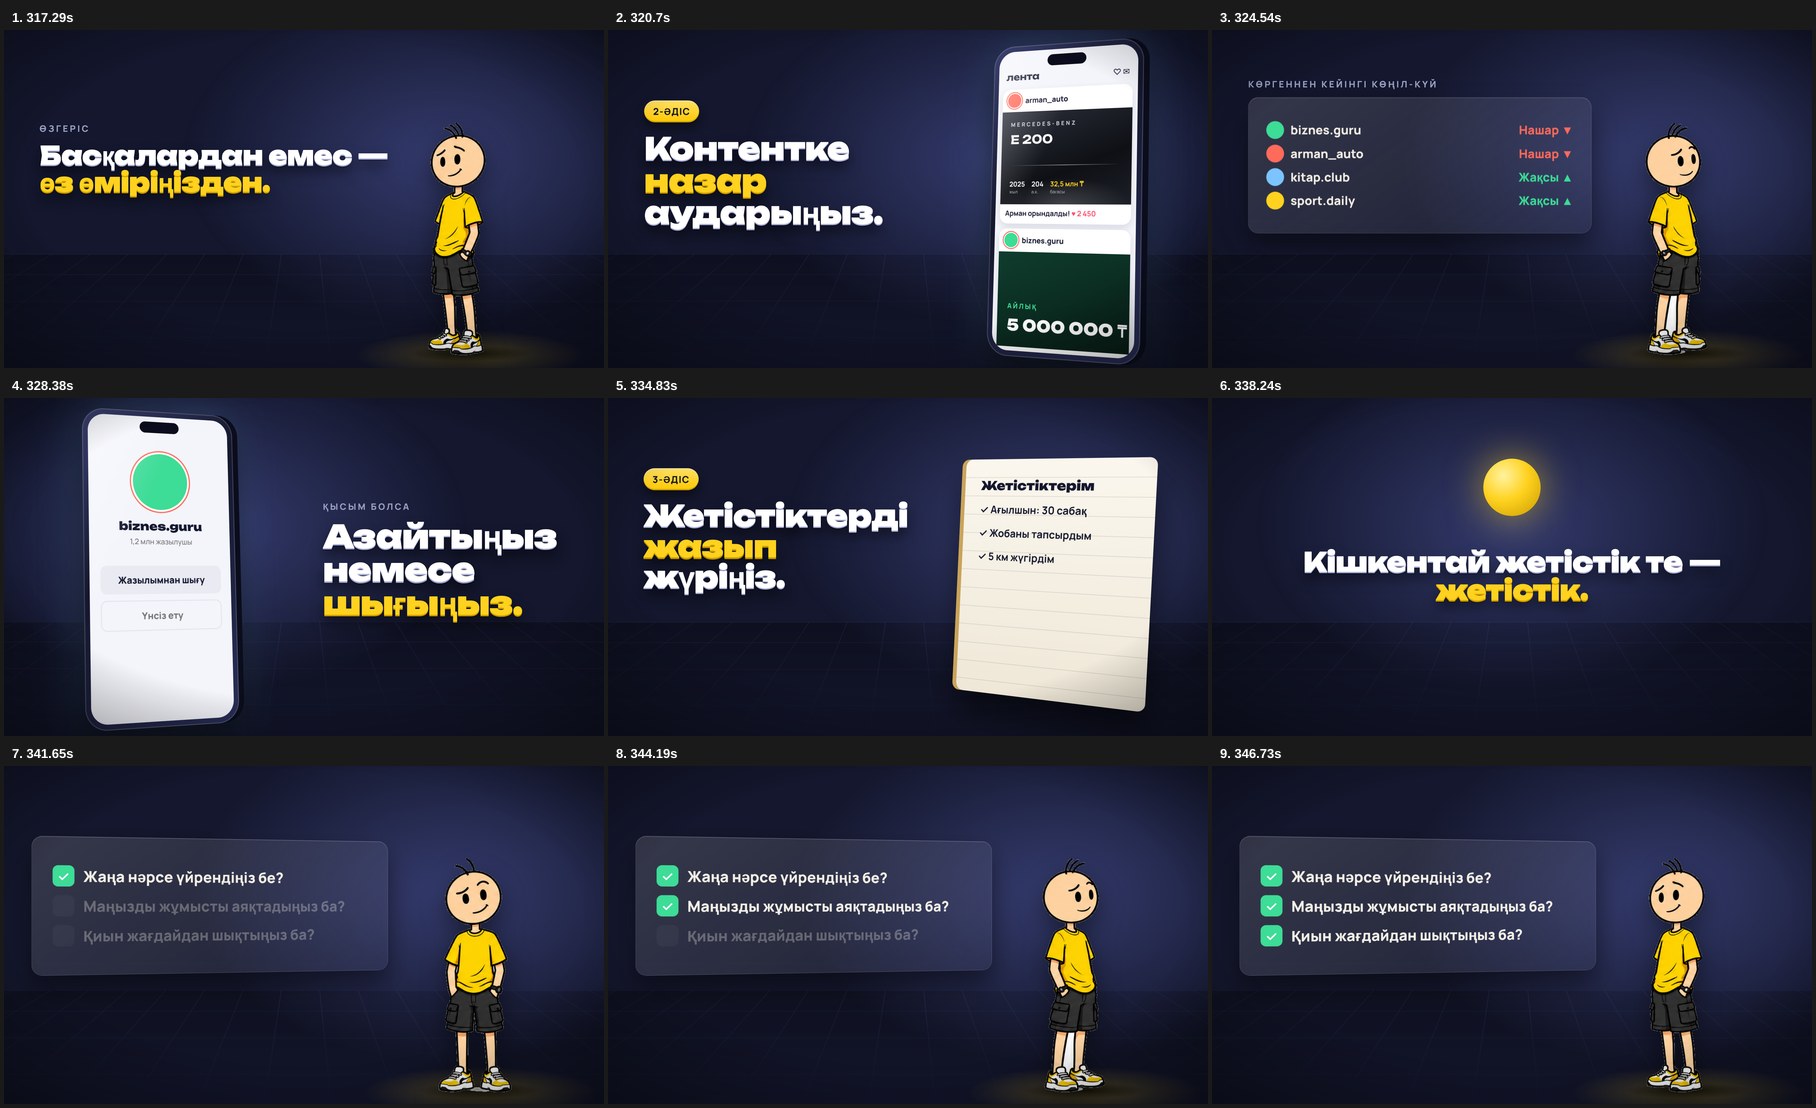 1. 317.29s
ӨЗГЕРІС
Басқалардан емес —
өз өміріңізден.
2. 320.7s
2-ӘДІС
Контентке
назар
аударыңыз.
лента
arman_auto
MERCEDES-BENZ
E 200
2025 204 32,5 млн ₸
Арман орындалды! ♥ 2 450
biznes.guru
АЙЛЫҚ
5 000 000 ₸
3. 324.54s
КӨРГЕННЕН КЕЙІНГІ КӨҢІЛ-КҮЙ
biznes.guru Нашар ▼
arman_auto Нашар ▼
kitap.club Жақсы ▲
sport.daily Жақсы ▲
4. 328.38s
biznes.guru
1,2 млн жазылушы
Жазылымнан шығу
Үнсіз ету
ҚЫСЫМ БОЛСА
Азайтыңыз
немесе
шығыңыз.
5. 334.83s
3-ӘДІС
Жетістіктерді
жазып
жүріңіз.
Жетістіктерім
✓ Ағылшын: 30 сабақ
✓ Жобаны тапсырдым
✓ 5 км жүгірдім
6. 338.24s
Кішкентай жетістік те —
жетістік.
7. 341.65s
Жаңа нәрсе үйрендіңіз бе?
Маңызды жұмысты аяқтадыңыз ба?
Қиын жағдайдан шықтыңыз ба?
8. 344.19s
Жаңа нәрсе үйрендіңіз бе?
Маңызды жұмысты аяқтадыңыз ба?
Қиын жағдайдан шықтыңыз ба?
9. 346.73s
Жаңа нәрсе үйрендіңіз бе?
Маңызды жұмысты аяқтадыңыз ба?
Қиын жағдайдан шықтыңыз ба?